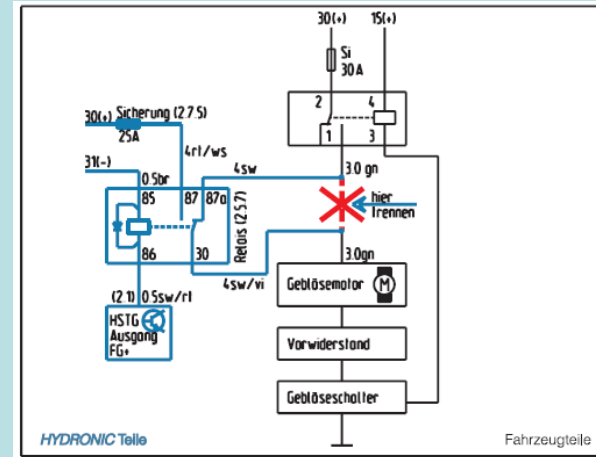 30(+) 15(+)
Si
30A
2 4
1 3
30(+) Sicherung (2.7.5)
25A
4rt/ws
31(-)
4sw
3.0 gn
0.5br
85 87 87a
hier
trennen
Relais (2.5.7)
86 30
3.0gn
4sw/vi
Gebläsemotor M
(2.1) 0.5sw/rt
HSTG
Ausgang
FG+
Vorwiderstand
Gebläseschalter
HYDRONIC Teile
Fahrzeugteile